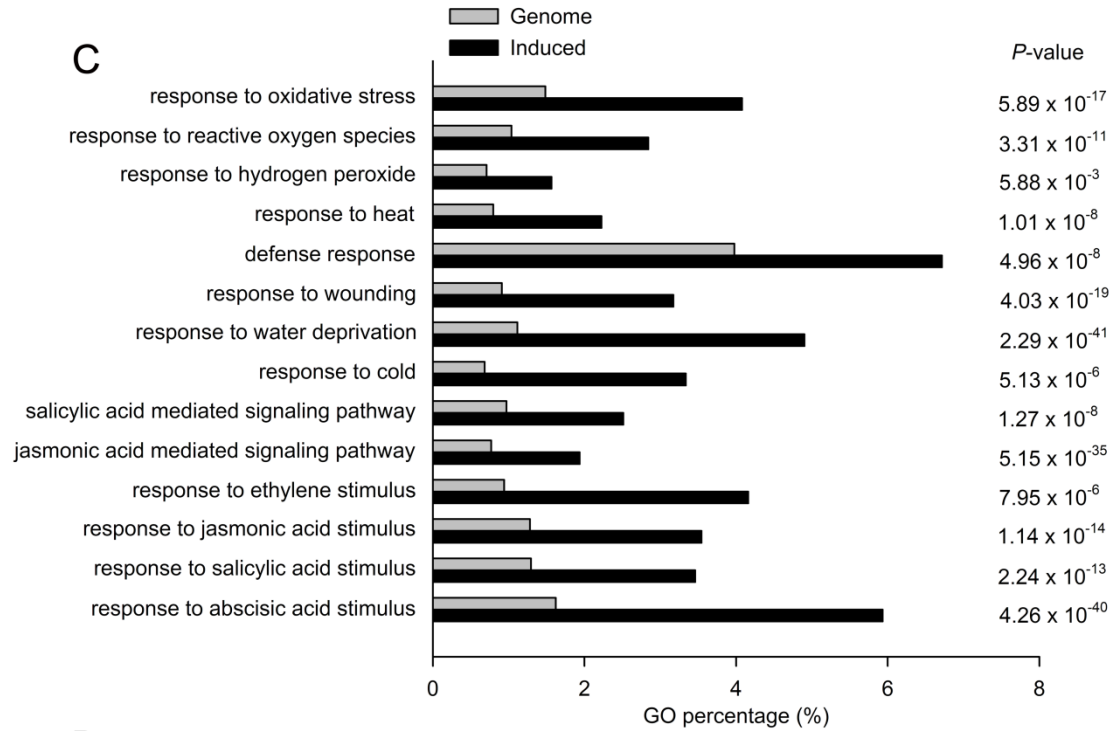 Genome
Induced
C
P-value
response to oxidative stress 5.89 x 10⁻¹⁷
response to reactive oxygen species 3.31 x 10⁻¹¹
response to hydrogen peroxide 5.88 x 10⁻³
response to heat 1.01 x 10⁻⁸
defense response 4.96 x 10⁻⁸
response to wounding 4.03 x 10⁻¹⁹
response to water deprivation 2.29 x 10⁻⁴¹
response to cold 5.13 x 10⁻⁶
salicylic acid mediated signaling pathway 1.27 x 10⁻⁸
jasmonic acid mediated signaling pathway 5.15 x 10⁻³⁵
response to ethylene stimulus 7.95 x 10⁻⁶
response to jasmonic acid stimulus 1.14 x 10⁻¹⁴
response to salicylic acid stimulus 2.24 x 10⁻¹³
response to abscisic acid stimulus 4.26 x 10⁻⁴⁰
0 2 4 6 8
GO percentage (%)